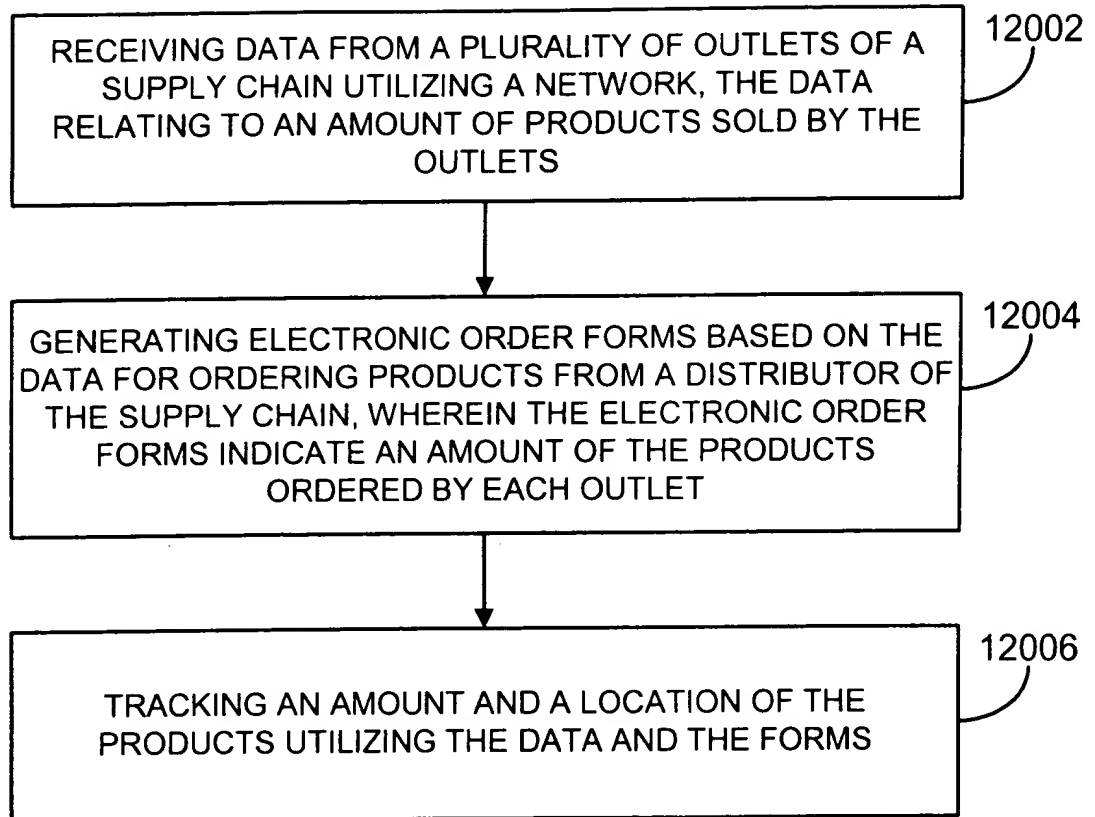 RECEIVING DATA FROM A PLURALITY OF OUTLETS OF A
SUPPLY CHAIN UTILIZING A NETWORK, THE DATA
RELATING TO AN AMOUNT OF PRODUCTS SOLD BY THE
OUTLETS
12002
GENERATING ELECTRONIC ORDER FORMS BASED ON THE
DATA FOR ORDERING PRODUCTS FROM A DISTRIBUTOR OF
THE SUPPLY CHAIN, WHEREIN THE ELECTRONIC ORDER
FORMS INDICATE AN AMOUNT OF THE PRODUCTS
ORDERED BY EACH OUTLET
12004
TRACKING AN AMOUNT AND A LOCATION OF THE
PRODUCTS UTILIZING THE DATA AND THE FORMS
12006